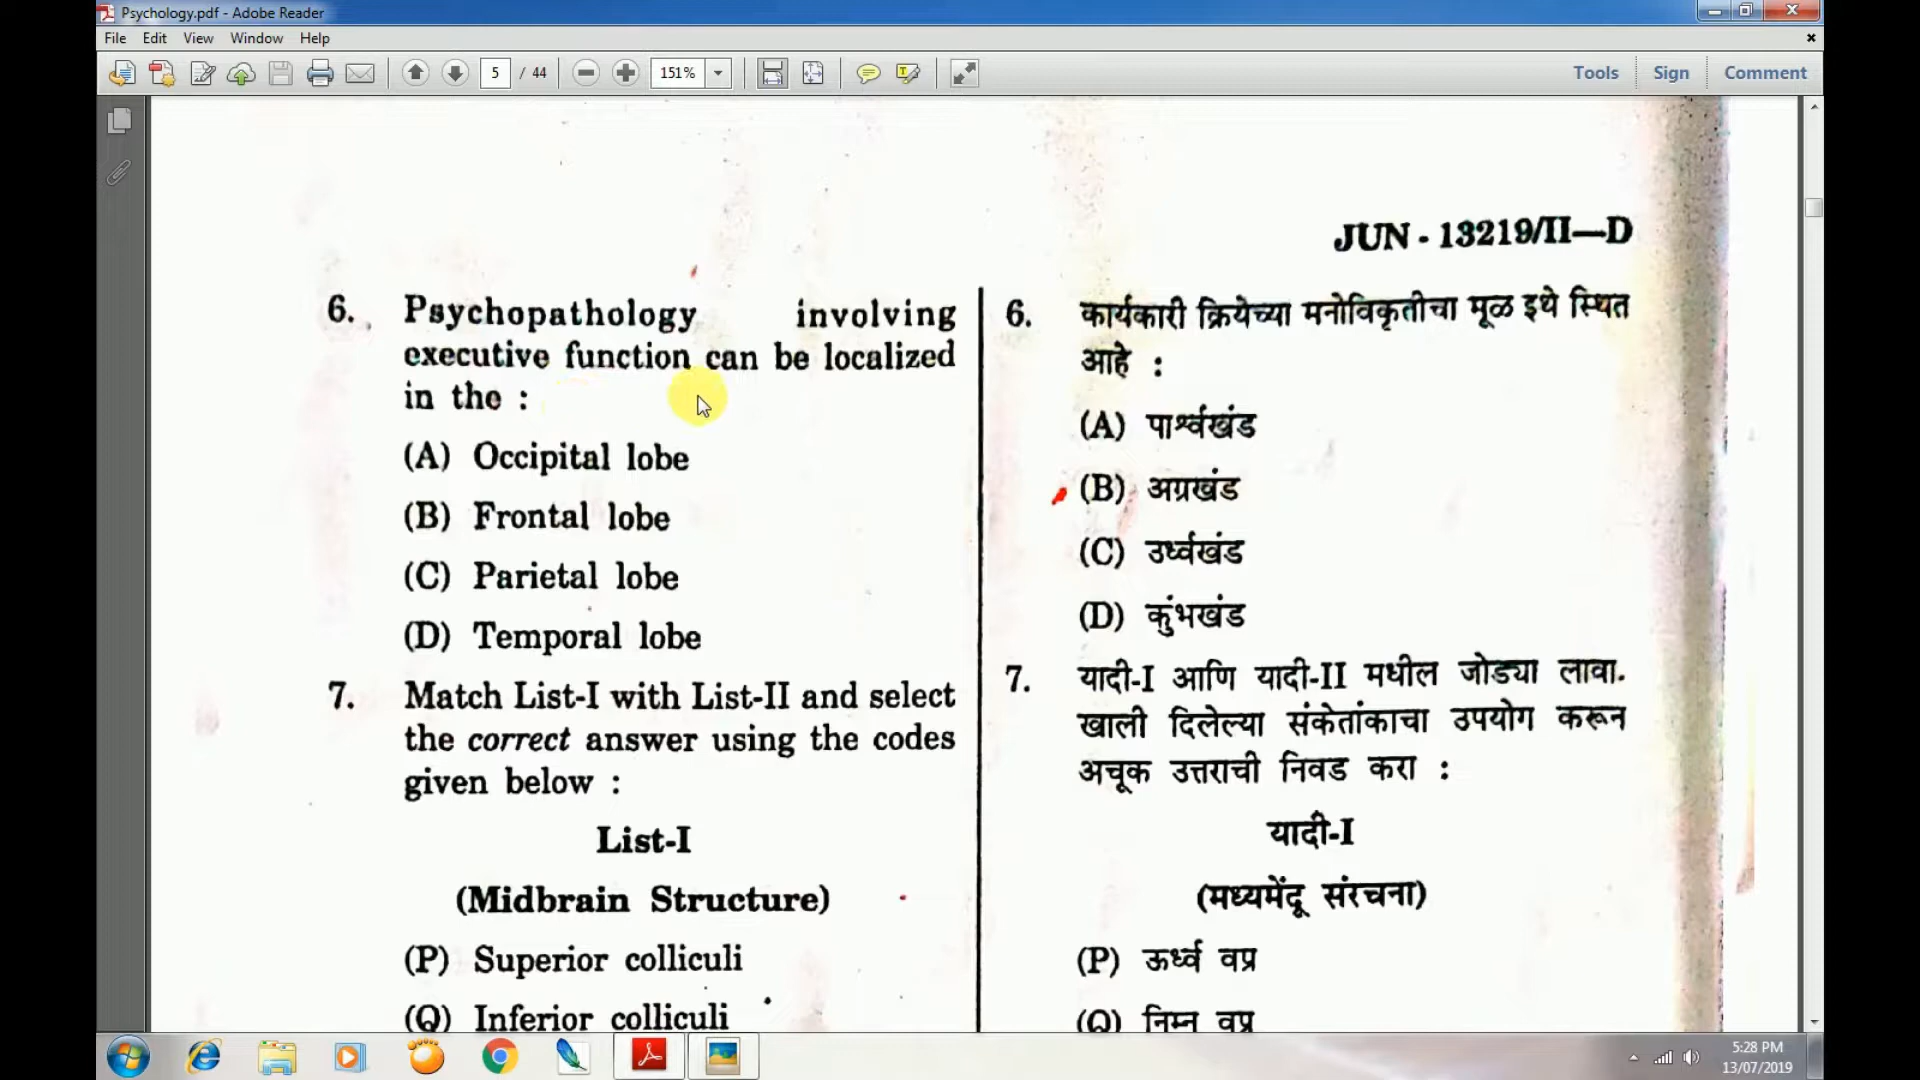 Psychology.pdf - Adobe Reader
File Edit View Window Help
5 / 44 151% Tools Sign Comment
JUN - 13219/II—D
6. Psychopathology involving
executive function can be localized
in the :
(A) Occipital lobe
(B) Frontal lobe
(C) Parietal lobe
(D) Temporal lobe
7. Match List-I with List-II and select
the correct answer using the codes
given below :
List-I
(Midbrain Structure)
(P) Superior colliculi
(Q) Inferior colliculi
6. कार्यकारी क्रियेच्या मनोविकृतीचा मूळ इथे स्थित
आहे :
(A) पार्श्वखंड
(B) अग्रखंड
(C) उर्ध्वखंड
(D) कुंभखंड
7. यादी-I आणि यादी-II मधील जोड्या लावा.
खाली दिलेल्या संकेतांकाचा उपयोग करून
अचूक उत्तराची निवड करा :
यादी-I
(मध्यमेंदू संरचना)
(P) ऊर्ध्व वप्र
(Q) निम्न वप्र
5:28 PM
13/07/2019